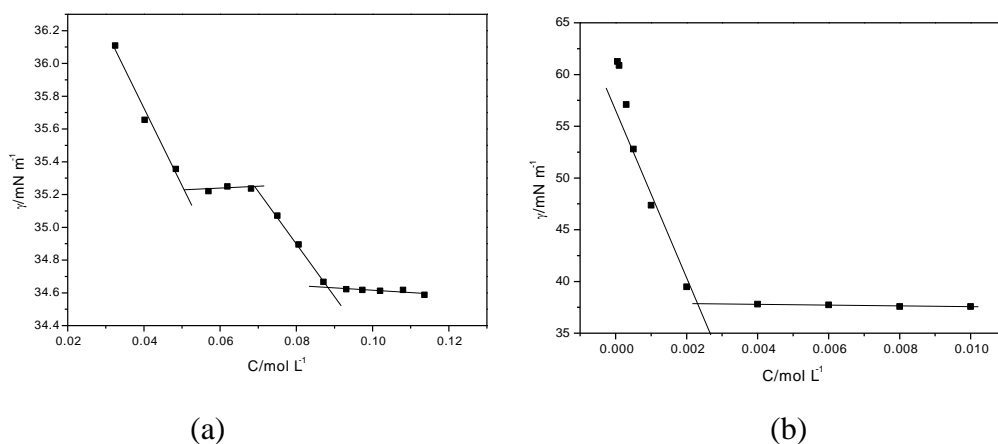 36.2
36.0
35.8
35.6
35.4
35.2
35.0
34.8
34.6
34.4
γ/mN m⁻¹
0.02 0.04 0.06 0.08 0.10 0.12
C/mol L⁻¹
(a)
65
60
55
50
45
40
35
γ/mN m⁻¹
0.000 0.002 0.004 0.006 0.008 0.010
C/mol L⁻¹
(b)